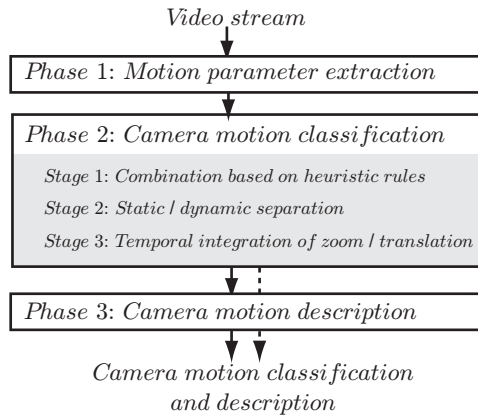 Video stream
Phase 1: Motion parameter extraction
Phase 2: Camera motion classification
Stage 1: Combination based on heuristic rules
Stage 2: Static / dynamic separation
Stage 3: Temporal integration of zoom / translation
Phase 3: Camera motion description
Camera motion classification
and description